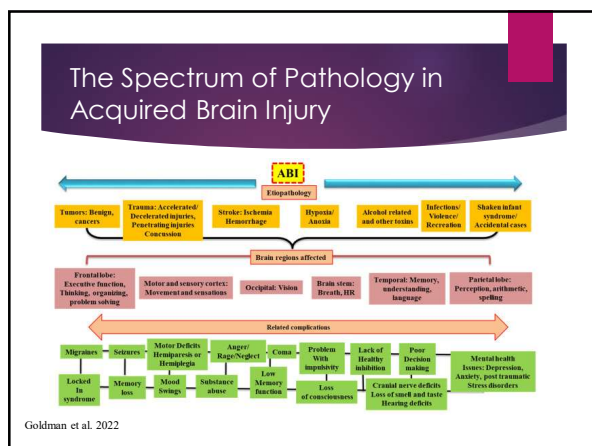 The Spectrum of Pathology in
Acquired Brain Injury
ABI
Etiopathology
Tumors: Benign,
cancers
Trauma: Accelerated/
Decelerated injuries,
Penetrating injuries
Concussion
Stroke: Ischemia
Hemorrhage
Hypoxia/
Anoxia
Alcohol related
and other toxins
Infections/
Violence/
Recreation
Shaken infant
syndrome/
Accidental cases
Brain regions affected
Frontal lobe:
Executive function,
Thinking, organizing,
problem solving
Motor and sensory cortex:
Movement and sensations
Occipital: Vision
Brain stem:
Breath, HR
Temporal: Memory,
understanding,
language
Parietal lobe:
Perception, arithmetic,
spelling
Related complications
Migraines
Seizures
Motor Deficits
Hemiparesis or
Hemiplegia
Anger/
Rage/Neglect
Coma
Problem
With
impulsivity
Lack of
Healthy
inhibition
Poor
Decision
making
Mental health
Issues: Depression,
Anxiety, post traumatic
Stress disorders
Locked
In
syndrome
Memory
loss
Mood
Swings
Substance
abuse
Low
Memory
function
Loss
of consciousness
Cranial nerve deficits
Loss of smell and taste
Hearing deficits
Goldman et al. 2022